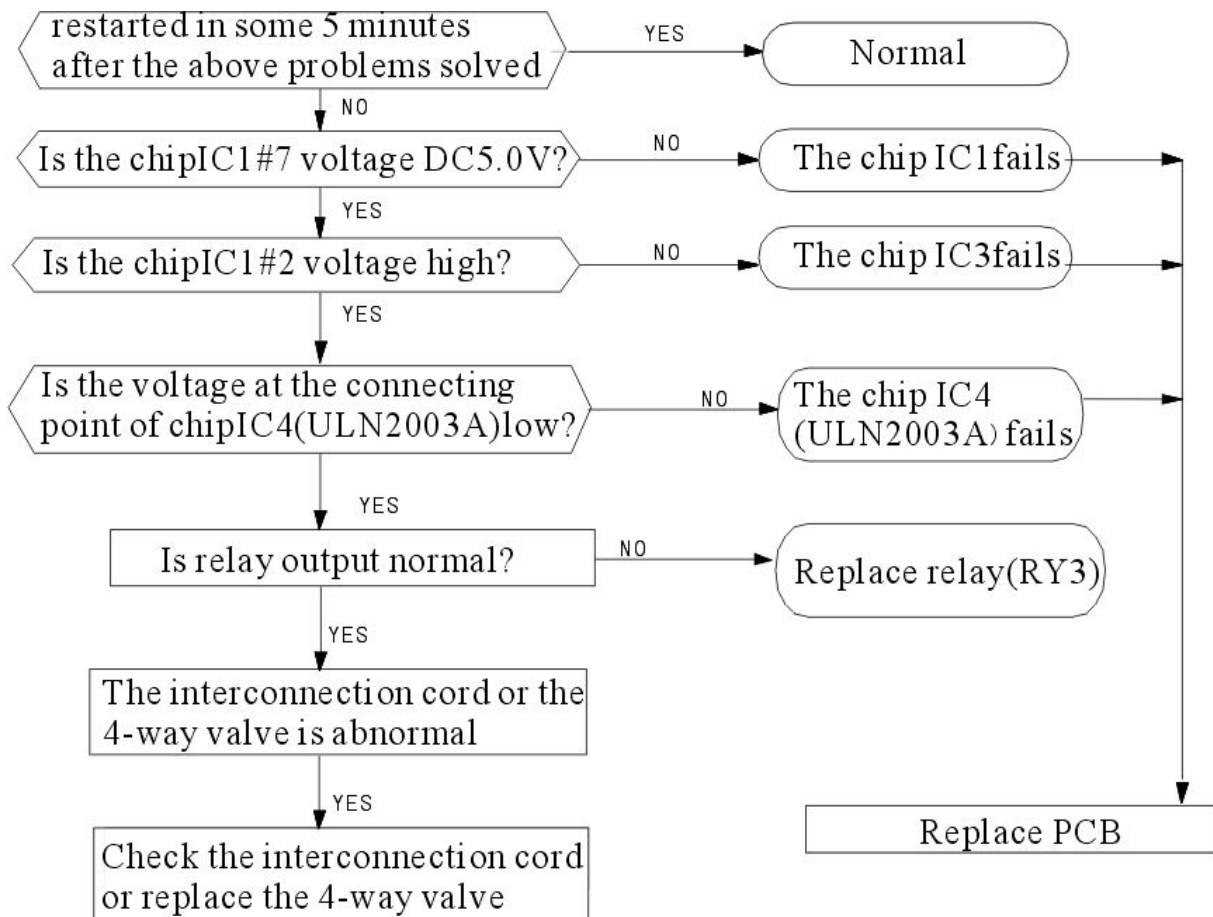 restarted in some 5 minutes
after the above problems solved
YES
Normal
NO
Is the chipIC1#7 voltage DC5.0V?
NO
The chip IC1fails
YES
Is the chipIC1#2 voltage high?
NO
The chip IC3fails
YES
Is the voltage at the connecting
point of chipIC4(ULN2003A)low?
NO
The chip IC4
(ULN2003A) fails
YES
Is relay output normal?
NO
Replace relay(RY3)
YES
The interconnection cord or the
4-way valve is abnormal
YES
Check the interconnection cord
or replace the 4-way valve
Replace PCB